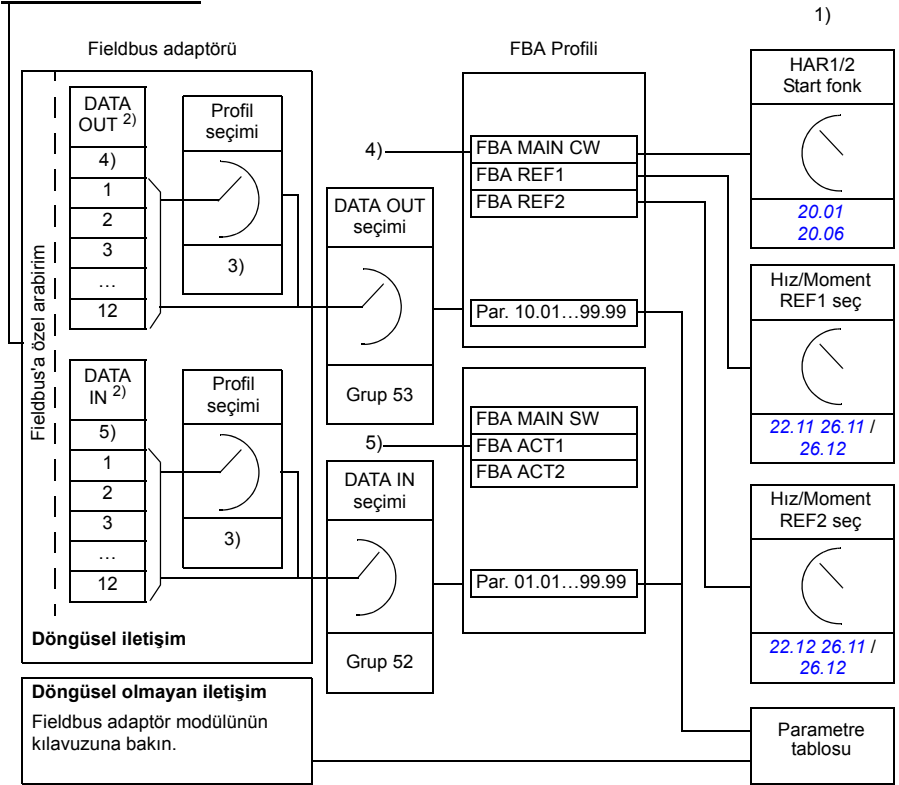 1)
Fieldbus adaptörü
FBA Profili
Fieldbus'a özel arabirim
DATA
OUT 2)
4)
1
2
3
…
12
Profil
seçimi
3)
DATA
IN 2)
5)
1
2
3
…
12
Profil
seçimi
3)
Döngüsel iletişim
DATA OUT
seçimi
Grup 53
DATA IN
seçimi
Grup 52
4)
FBA MAIN CW
FBA REF1
FBA REF2
Par. 10.01…99.99
5)
FBA MAIN SW
FBA ACT1
FBA ACT2
Par. 01.01…99.99
HAR1/2
Start fonk
20.01
20.06
Hız/Moment
REF1 seç
22.11 26.11 /
26.12
Hız/Moment
REF2 seç
22.12 26.11 /
26.12
Döngüsel olmayan iletişim
Fieldbus adaptör modülünün
kılavuzuna bakın.
Parametre
tablosu